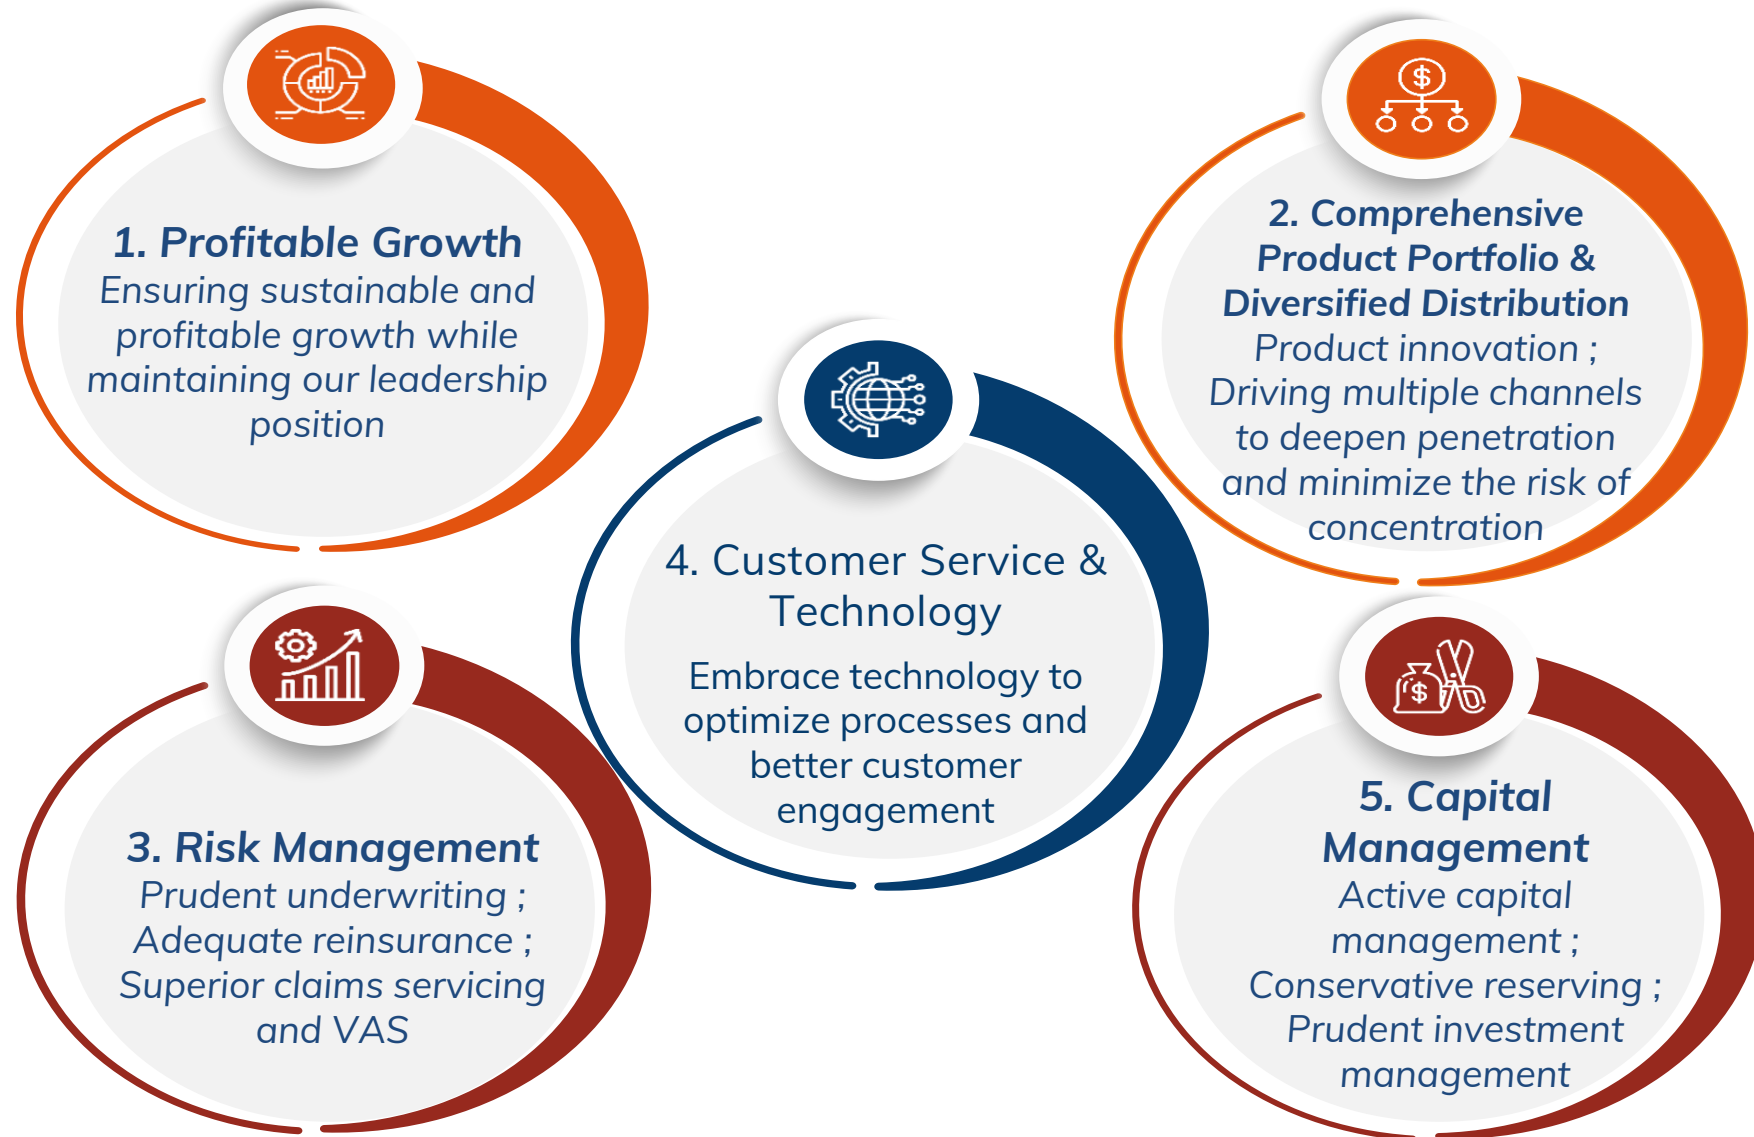 1. Profitable Growth
Ensuring sustainable and
profitable growth while
maintaining our leadership
position
2. Comprehensive
Product Portfolio &
Diversified Distribution
Product innovation ;
Driving multiple channels
to deepen penetration
and minimize the risk of
concentration
3. Risk Management
Prudent underwriting ;
Adequate reinsurance ;
Superior claims servicing
and VAS
4. Customer Service &
Technology
Embrace technology to
optimize processes and
better customer
engagement
5. Capital
Management
Active capital
management ;
Conservative reserving ;
Prudent investment
management